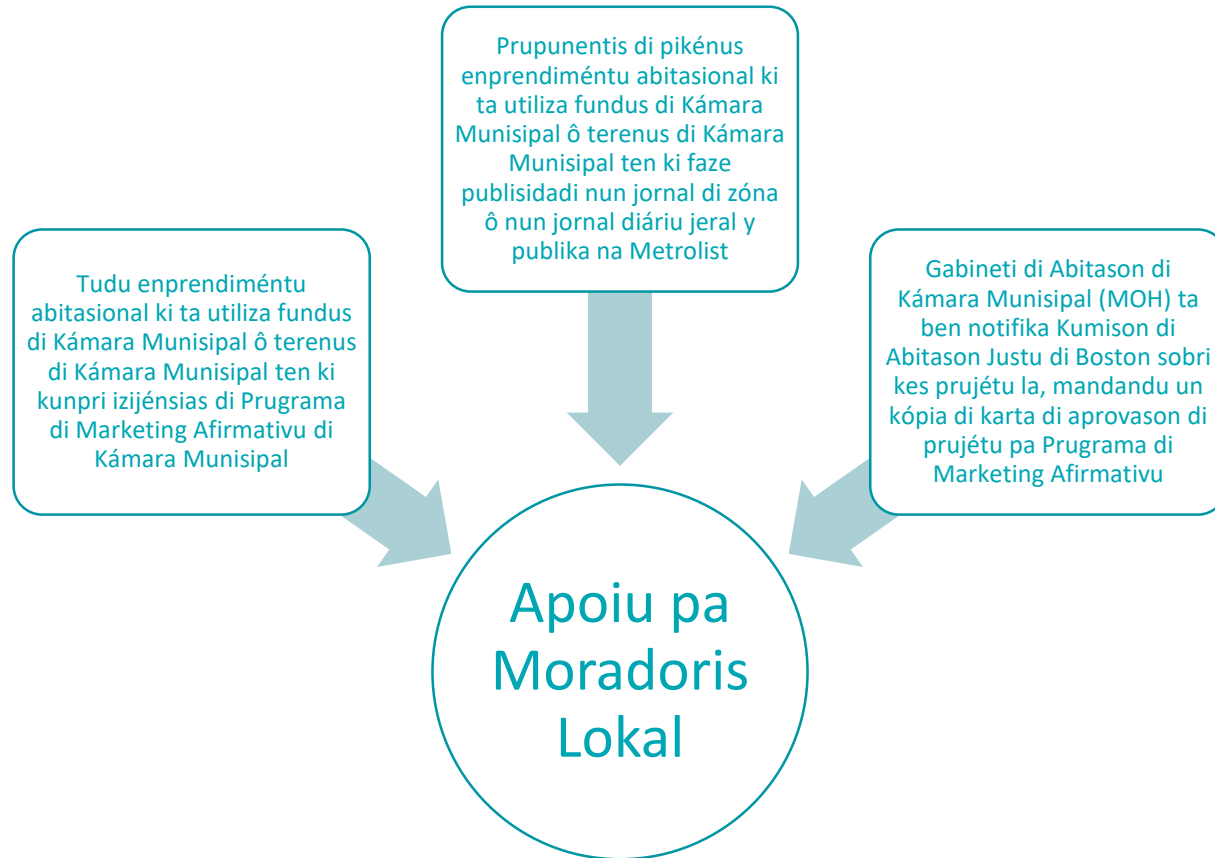 Tudu enprendiméntu
abitasional ki ta utiliza fundus
di Kámara Munisipal ô terenus
di Kámara Munisipal ten ki
kunpri izijénsias di Prugrama
di Marketing Afirmativu di
Kámara Munisipal
Prupunentis di pikénus
enprendiméntu abitasional ki
ta utiliza fundus di Kámara
Munisipal ô terenus di Kámara
Munisipal ten ki faze
publisidadi nun jornal di zóna
ô nun jornal diáriu jeral y
publika na Metrolist
Gabineti di Abitason di
Kámara Munisipal (MOH) ta
ben notifika Kumison di
Abitason Justu di Boston sobri
kes prujétu la, mandandu un
kópia di karta di aprovason di
prujétu pa Prugrama di
Marketing Afirmativu
Apoiu pa
Moradoris
Lokal